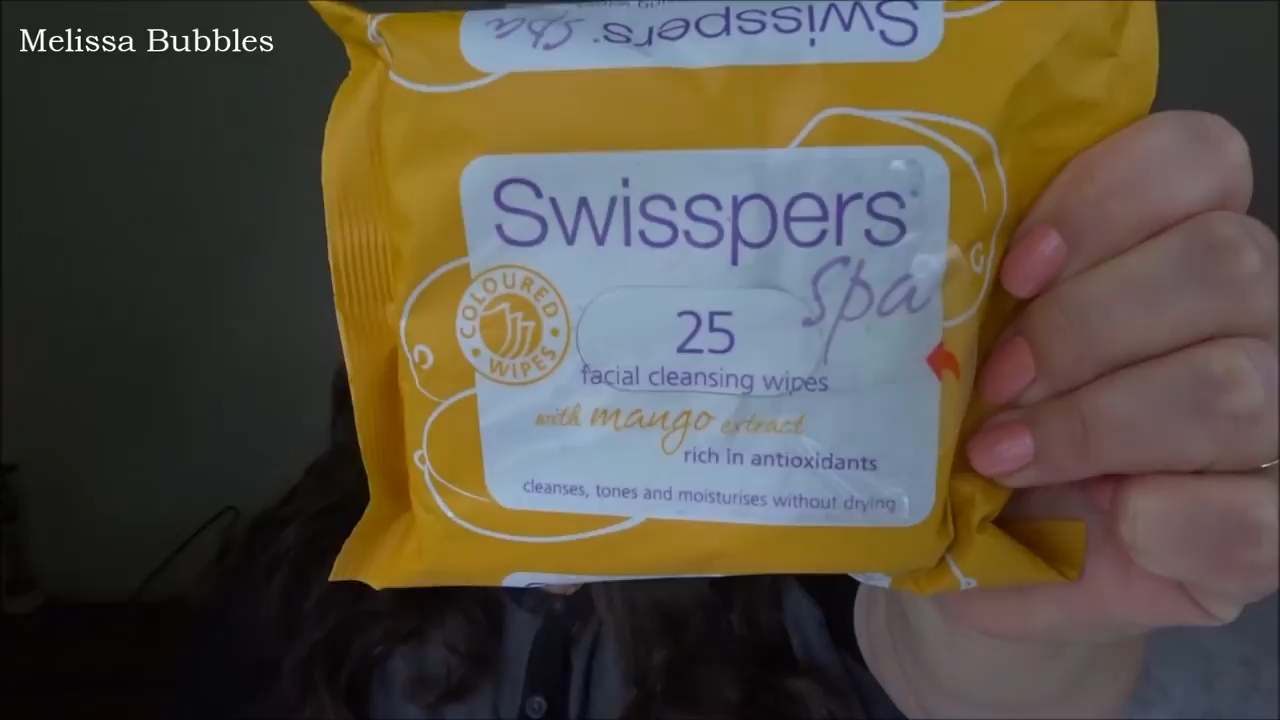 Melissa Bubbles
Swisspers Spa
Swisspers®
spa
COLOURED WIPES
25
facial cleansing wipes
with mango extract
rich in antioxidants
cleanses, tones and moisturises without drying